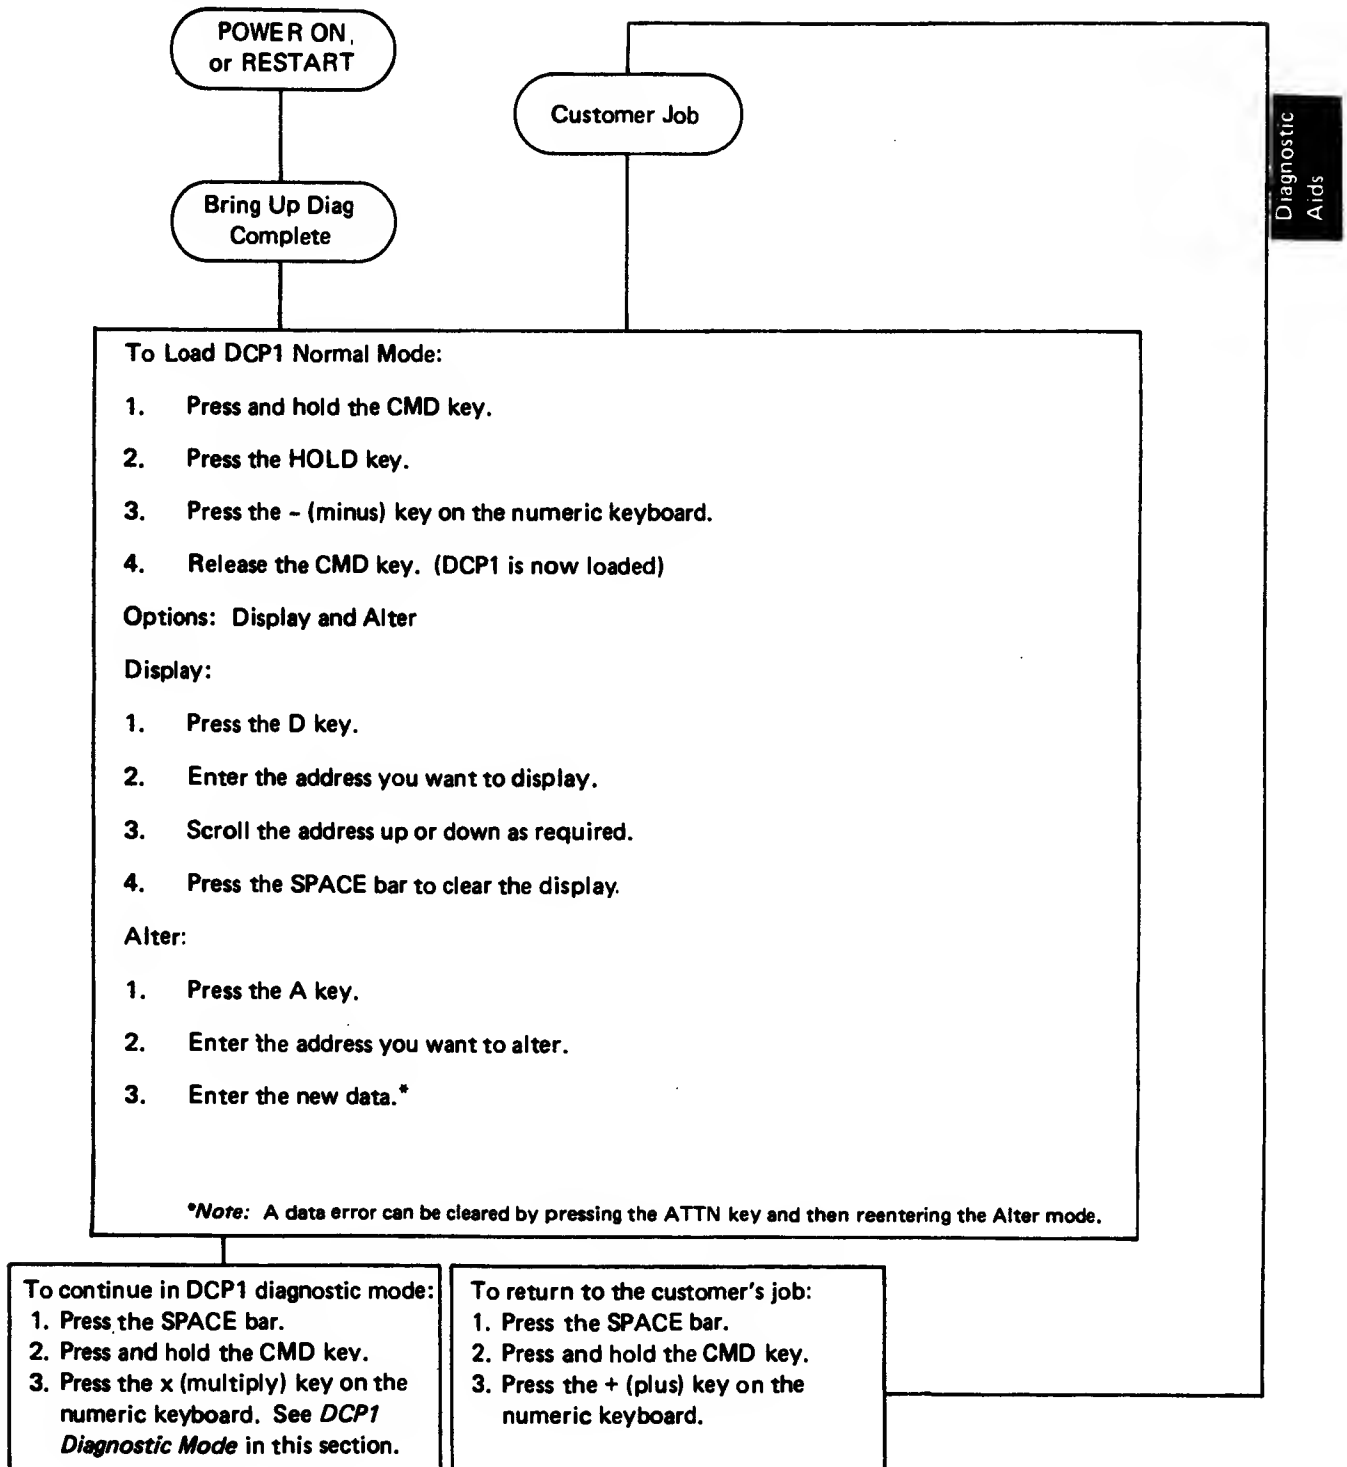 POWER ON,
or RESTART
Customer Job
Diagnostic
Aids
Bring Up Diag
Complete
To Load DCP1 Normal Mode:
1. Press and hold the CMD key.
2. Press the HOLD key.
3. Press the – (minus) key on the numeric keyboard.
4. Release the CMD key. (DCP1 is now loaded)
Options: Display and Alter
Display:
1. Press the D key.
2. Enter the address you want to display.
3. Scroll the address up or down as required.
4. Press the SPACE bar to clear the display.
Alter:
1. Press the A key.
2. Enter the address you want to alter.
3. Enter the new data.*
*Note: A data error can be cleared by pressing the ATTN key and then reentering the Alter mode.
To continue in DCP1 diagnostic mode:
1. Press the SPACE bar.
2. Press and hold the CMD key.
3. Press the x (multiply) key on the
numeric keyboard. See DCP1
Diagnostic Mode in this section.
To return to the customer's job:
1. Press the SPACE bar.
2. Press and hold the CMD key.
3. Press the + (plus) key on the
numeric keyboard.